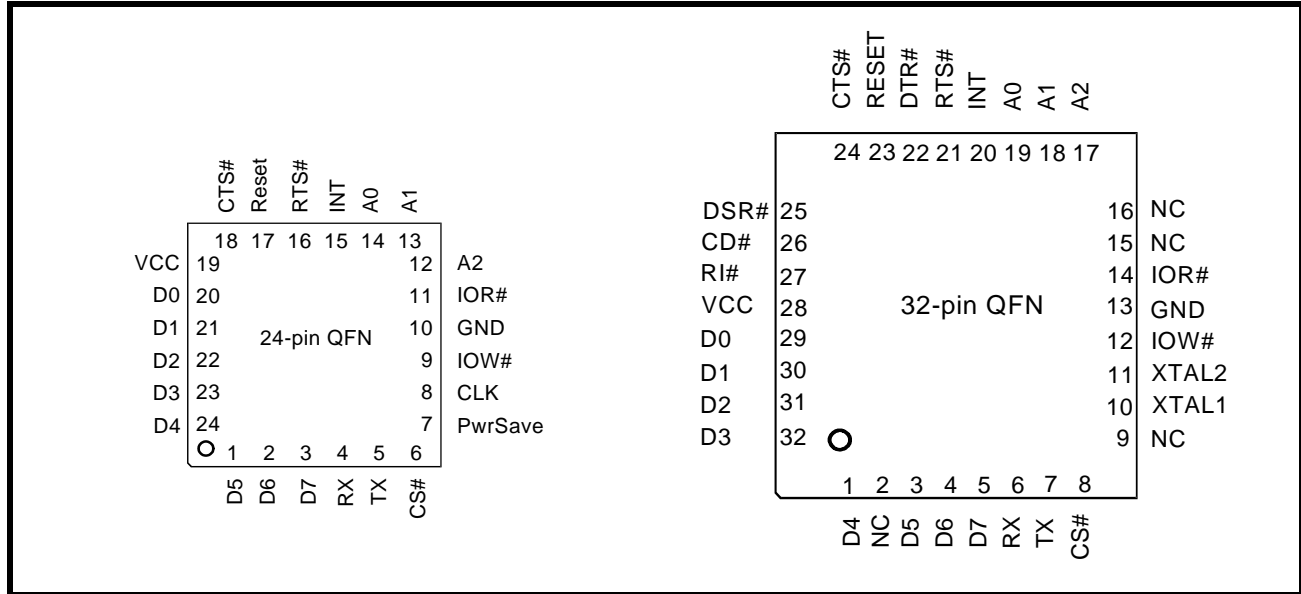 CTS#
Reset
RTS#
INT
A0
A1
18 17 16 15 14 13
VCC 19 12 A2
D0 20 11 IOR#
D1 21 10 GND
24-pin QFN
D2 22 9 IOW#
D3 23 8 CLK
D4 24 7 PwrSave
1 2 3 4 5 6
D5
D6
D7
RX
TX
CS#
CTS#
RESET
DTR#
RTS#
INT
A0
A1
A2
24 23 22 21 20 19 18 17
DSR# 25 16 NC
CD# 26 15 NC
RI# 27 14 IOR#
VCC 28 32-pin QFN 13 GND
D0 29 12 IOW#
D1 30 11 XTAL2
D2 31 10 XTAL1
D3 32 9 NC
1 2 3 4 5 6 7 8
D4
NC
D5
D6
D7
RX
TX
CS#